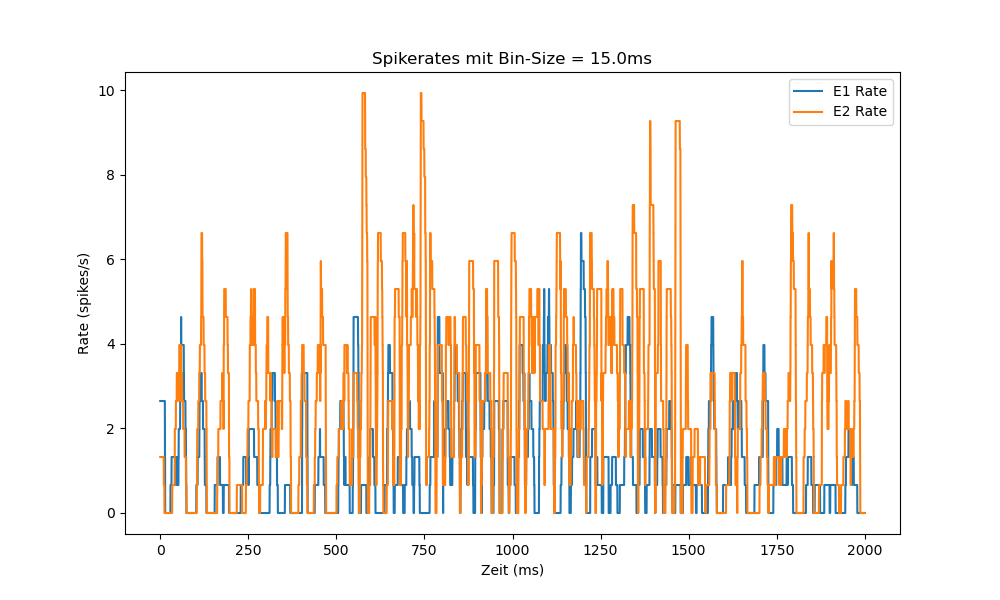 Spikerates mit Bin-Size = 15.0ms
E1 Rate
E2 Rate
Rate (spikes/s)
10
8
6
4
2
0
0 250 500 750 1000 1250 1500 1750 2000
Zeit (ms)